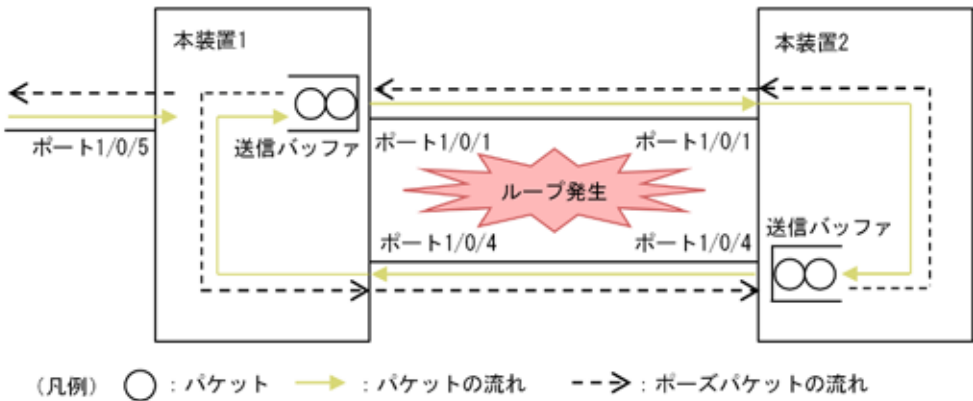 本装置1
本装置2
ポート1/0/5
送信バッファ
ポート1/0/1
ポート1/0/1
ループ発生
送信バッファ
ポート1/0/4
ポート1/0/4
(凡例) : パケット : パケットの流れ : ポーズパケットの流れ